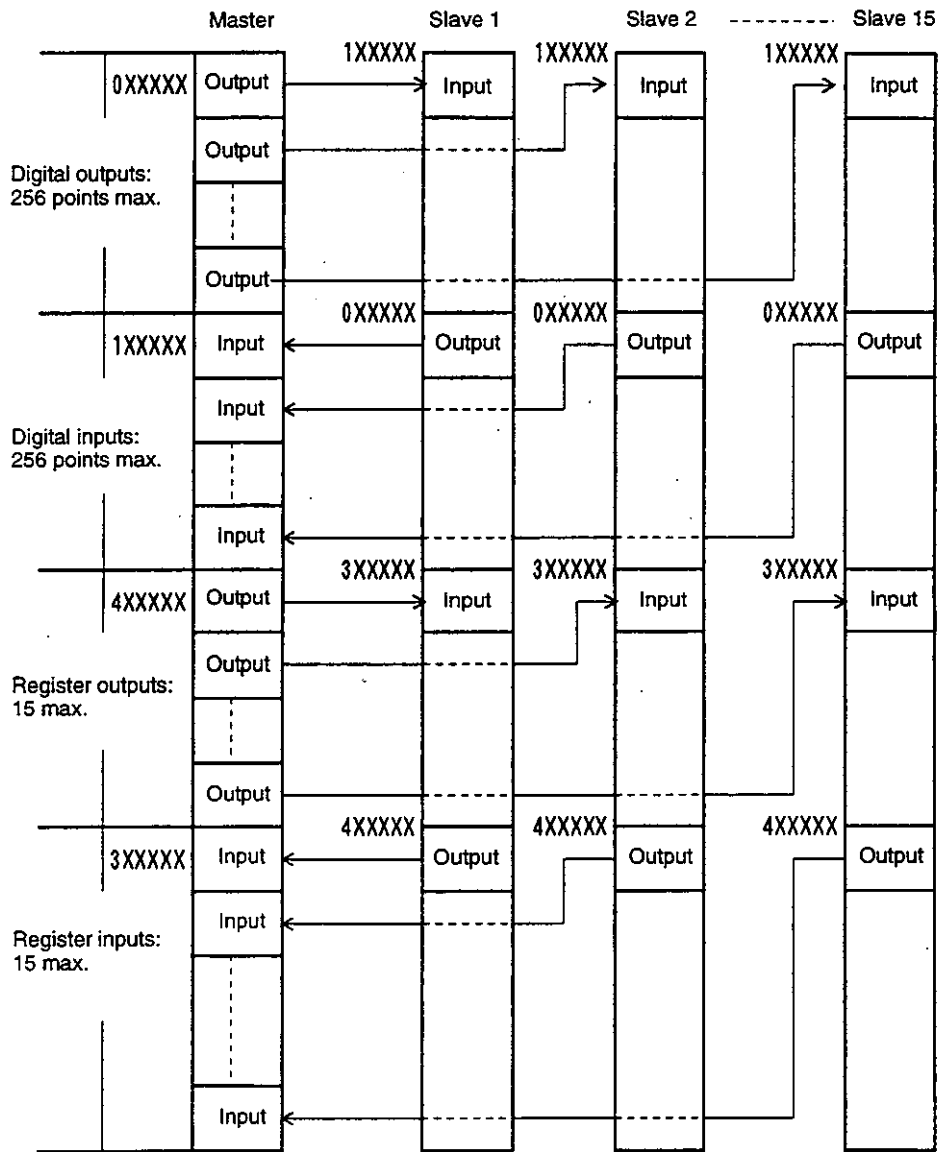 Master Slave 1 Slave 2 Slave 15
1XXXXX 1XXXXX 1XXXXX
0XXXXX Output Input Input Input
Output
Digital outputs:
256 points max.
Output
0XXXXX 0XXXXX 0XXXXX
1XXXXX Input Output Output Output
Input
Digital inputs:
256 points max.
Input
3XXXXX 3XXXXX 3XXXXX
4XXXXX Output Input Input Input
Output
Register outputs:
15 max.
Output
4XXXXX 4XXXXX 4XXXXX
3XXXXX Input Output Output Output
Input
Register inputs:
15 max.
Input